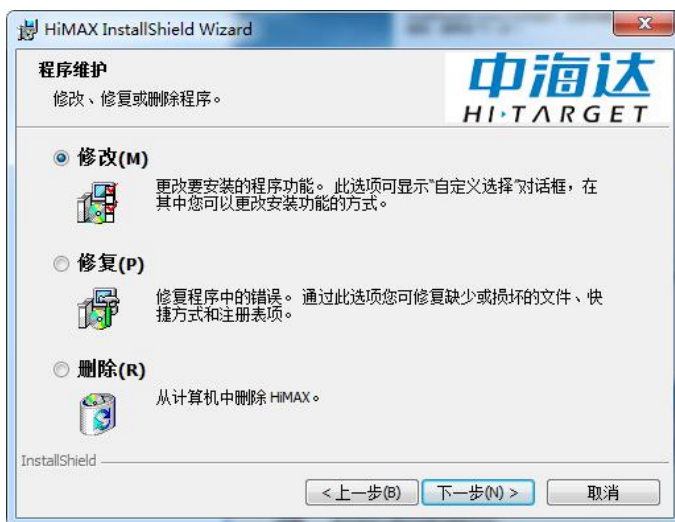 HiMAX InstallShield Wizard
程序维护
修改、修复或删除程序。
中海达
HI·TARGET
修改(M)
更改要安装的程序功能。 此选项可显示"自定义选择"对话框，在
其中您可以更改安装功能的方式。
修复(P)
修复程序中的错误。 通过此选项您可修复缺少或损坏的文件、快
捷方式和注册表项。
删除(R)
从计算机中删除 HiMAX。
InstallShield
<上一步(B)
下一步(N) >
取消